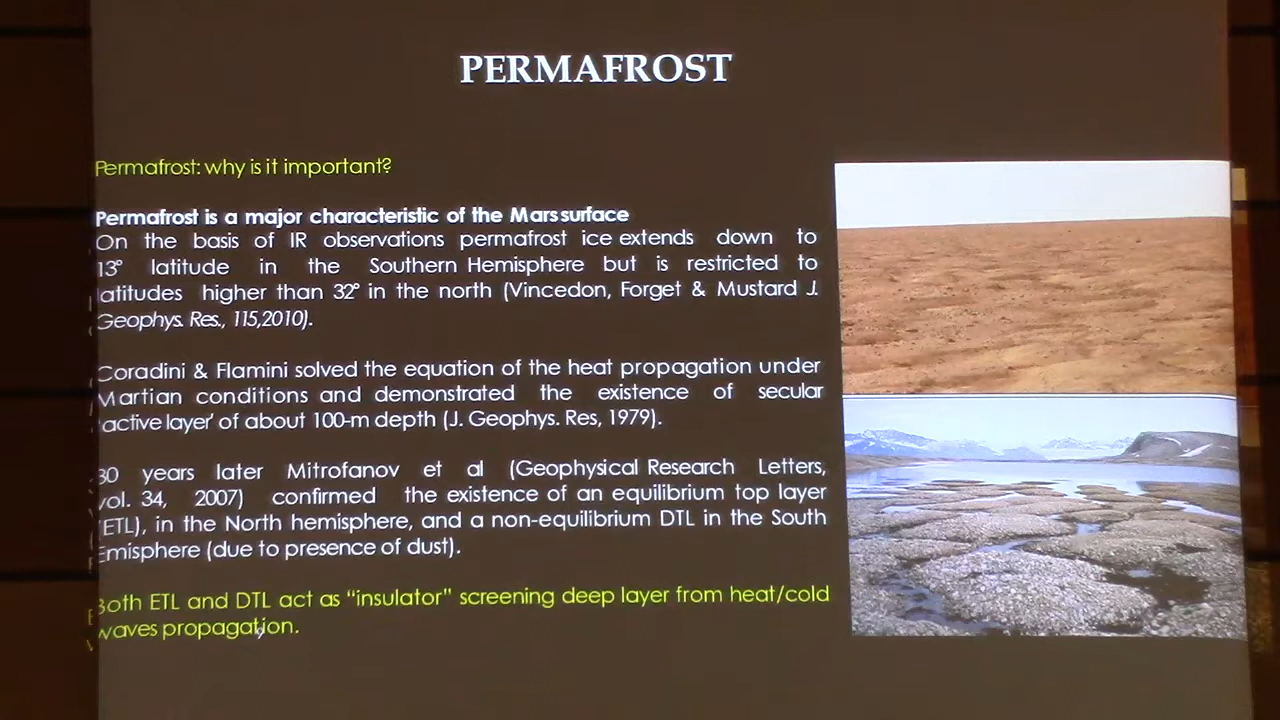 PERMAFROST
Permafrost: why is it important?
Permafrost is a major characteristic of the Mars surface
On the basis of IR observations permafrost ice extends down to
13° latitude in the Southern Hemisphere but is restricted to
latitudes higher than 32° in the north (Vincedon, Forget & Mustard J.
Geophys. Res., 115,2010).
Coradini & Flamini solved the equation of the heat propagation under
Martian conditions and demonstrated the existence of secular
'active layer' of about 100-m depth (J. Geophys. Res, 1979).
30 years later Mitrofanov et al (Geophysical Research Letters,
vol. 34, 2007) confirmed the existence of an equilibrium top layer
(ETL), in the North hemisphere, and a non-equilibrium DTL in the South
Emisphere (due to presence of dust).
Both ETL and DTL act as “insulator” screening deep layer from heat/cold
waves propagation.